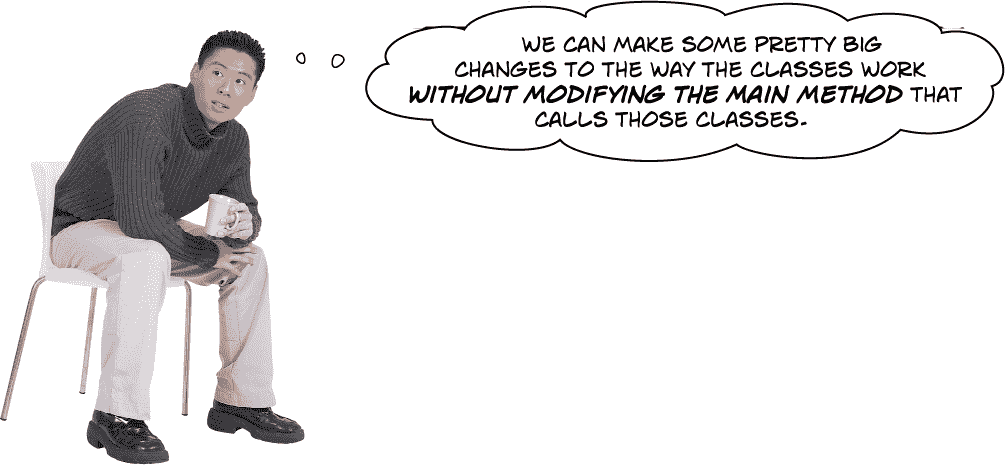 WE CAN MAKE SOME PRETTY BIG
CHANGES TO THE WAY THE CLASSES WORK
WITHOUT MODIFYING THE MAIN METHOD THAT
CALLS THOSE CLASSES.